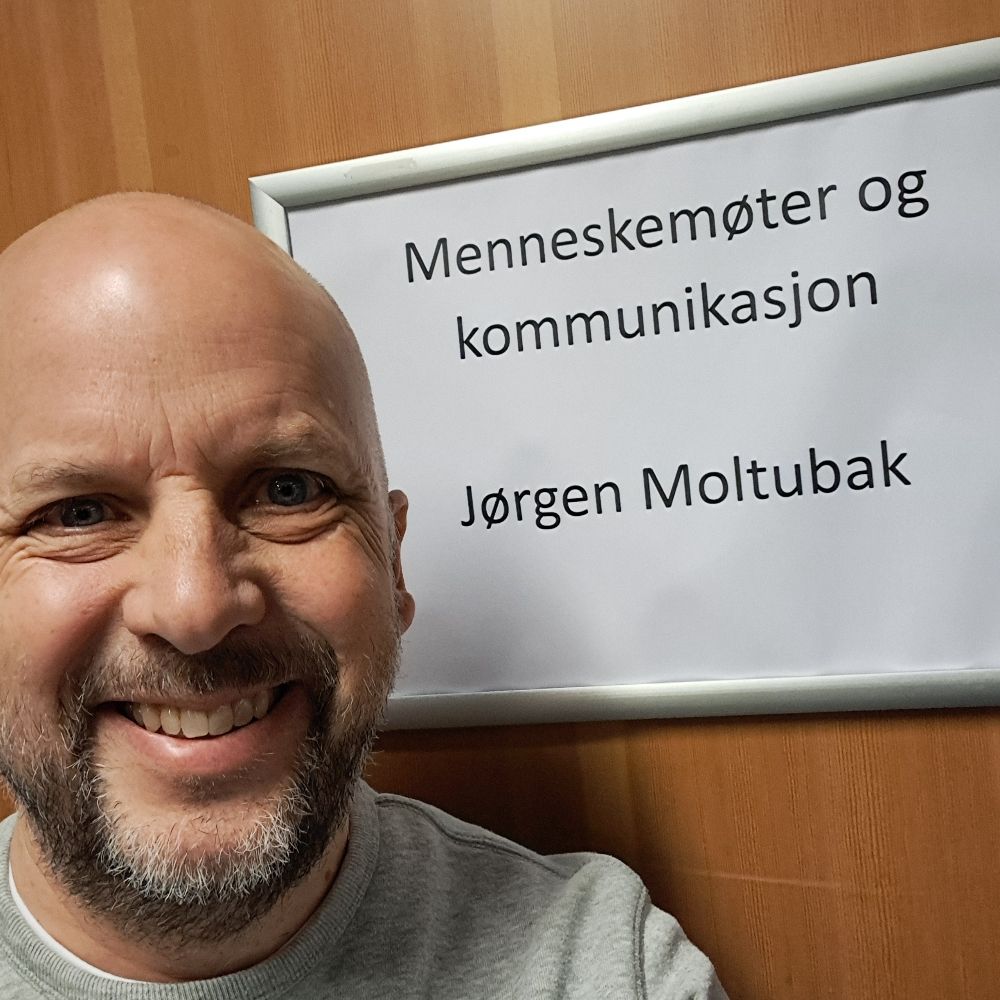 Menneskemøter og
kommunikasjon
Jørgen Moltubak